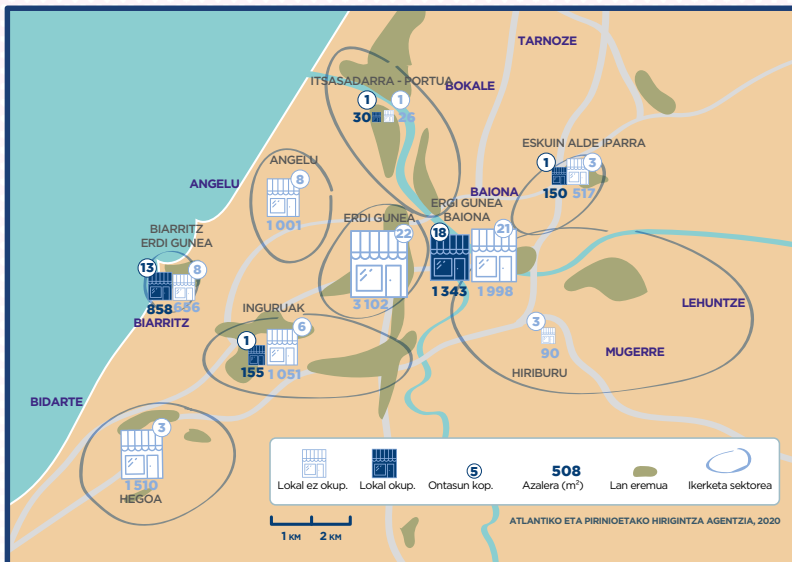 TARNOZE
ITSASADARRA - PORTUA
BOKALE
1
1
30
26
ESKUIN ALDE IPARRA
1
3
150
517
ANGELU
8
1 001
ANGELU
BAIONA
ERDI GUNEA
22
3 102
ERGI GUNEA
BAIONA
18
21
1 343
1 998
BIARRITZ
ERDI GUNEA
13
8
858
656
BIARRITZ
INGURUAK
1
6
155
1 051
LEHUNTZE
3
90
MUGERRE
HIRIBURU
BIDARTE
3
1 510
HEGOA
Lokal ez okup.
Lokal okup.
5
Ontasun kop.
508
Azalera (m²)
Lan eremua
Ikerketa sektorea
1 KM
2 KM
ATLANTIKO ETA PIRINIOETAKO HIRIGINTZA AGENTZIA, 2020